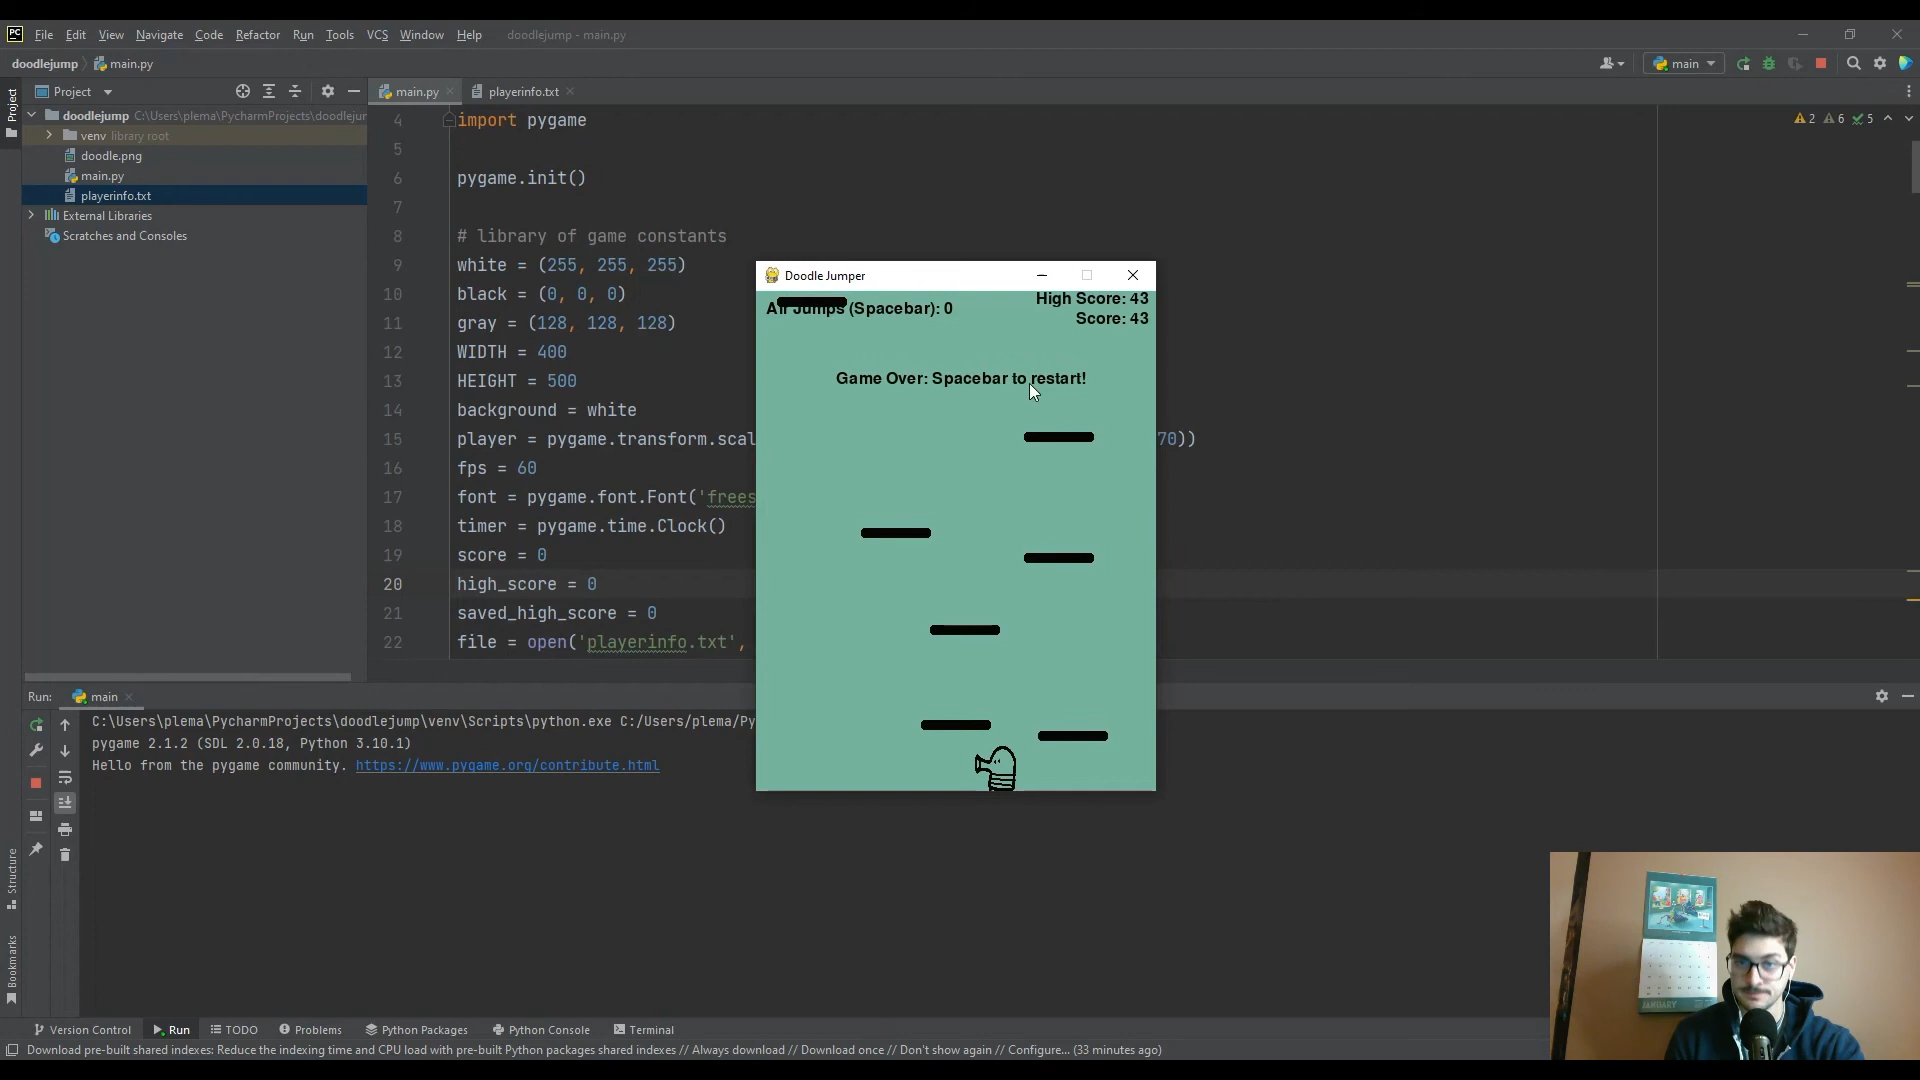 PC File Edit View Navigate Code Refactor Run Tools VCS Window Help doodlejump - main.py
doodlejump main.py main
Project
Project
main.py playerinfo.txt
doodlejump C:\Users\plema\PycharmProjects\doodlejur
venv library root
doodle.png
main.py
playerinfo.txt
External Libraries
Scratches and Consoles
2 6 5
4 import pygame
5
6 pygame.init()
7
8 # library of game constants
9 white = (255, 255, 255)
10 black = (0, 0, 0)
11 gray = (128, 128, 128)
12 WIDTH = 400
13 HEIGHT = 500
14 background = white
15 player = pygame.transform.scal 70))
16 fps = 60
17 font = pygame.font.Font('frees
18 timer = pygame.time.Clock()
19 score = 0
20 high_score = 0
21 saved_high_score = 0
22 file = open('playerinfo.txt',
Doodle Jumper
Air Jumps (Spacebar): 0
High Score: 43
Score: 43
Game Over: Spacebar to restart!
Run: main
C:\Users\plema\PycharmProjects\doodlejump\venv\Scripts\python.exe C:/Users/plema/Py
pygame 2.1.2 (SDL 2.0.18, Python 3.10.1)
Hello from the pygame community. https://www.pygame.org/contribute.html
Structure
Bookmarks
JANUARY
Version Control Run TODO Problems Python Packages Python Console Terminal
Download pre-built shared indexes: Reduce the indexing time and CPU load with pre-built Python packages shared indexes // Always download // Download once // Don't show again // Configure... (33 minutes ago)